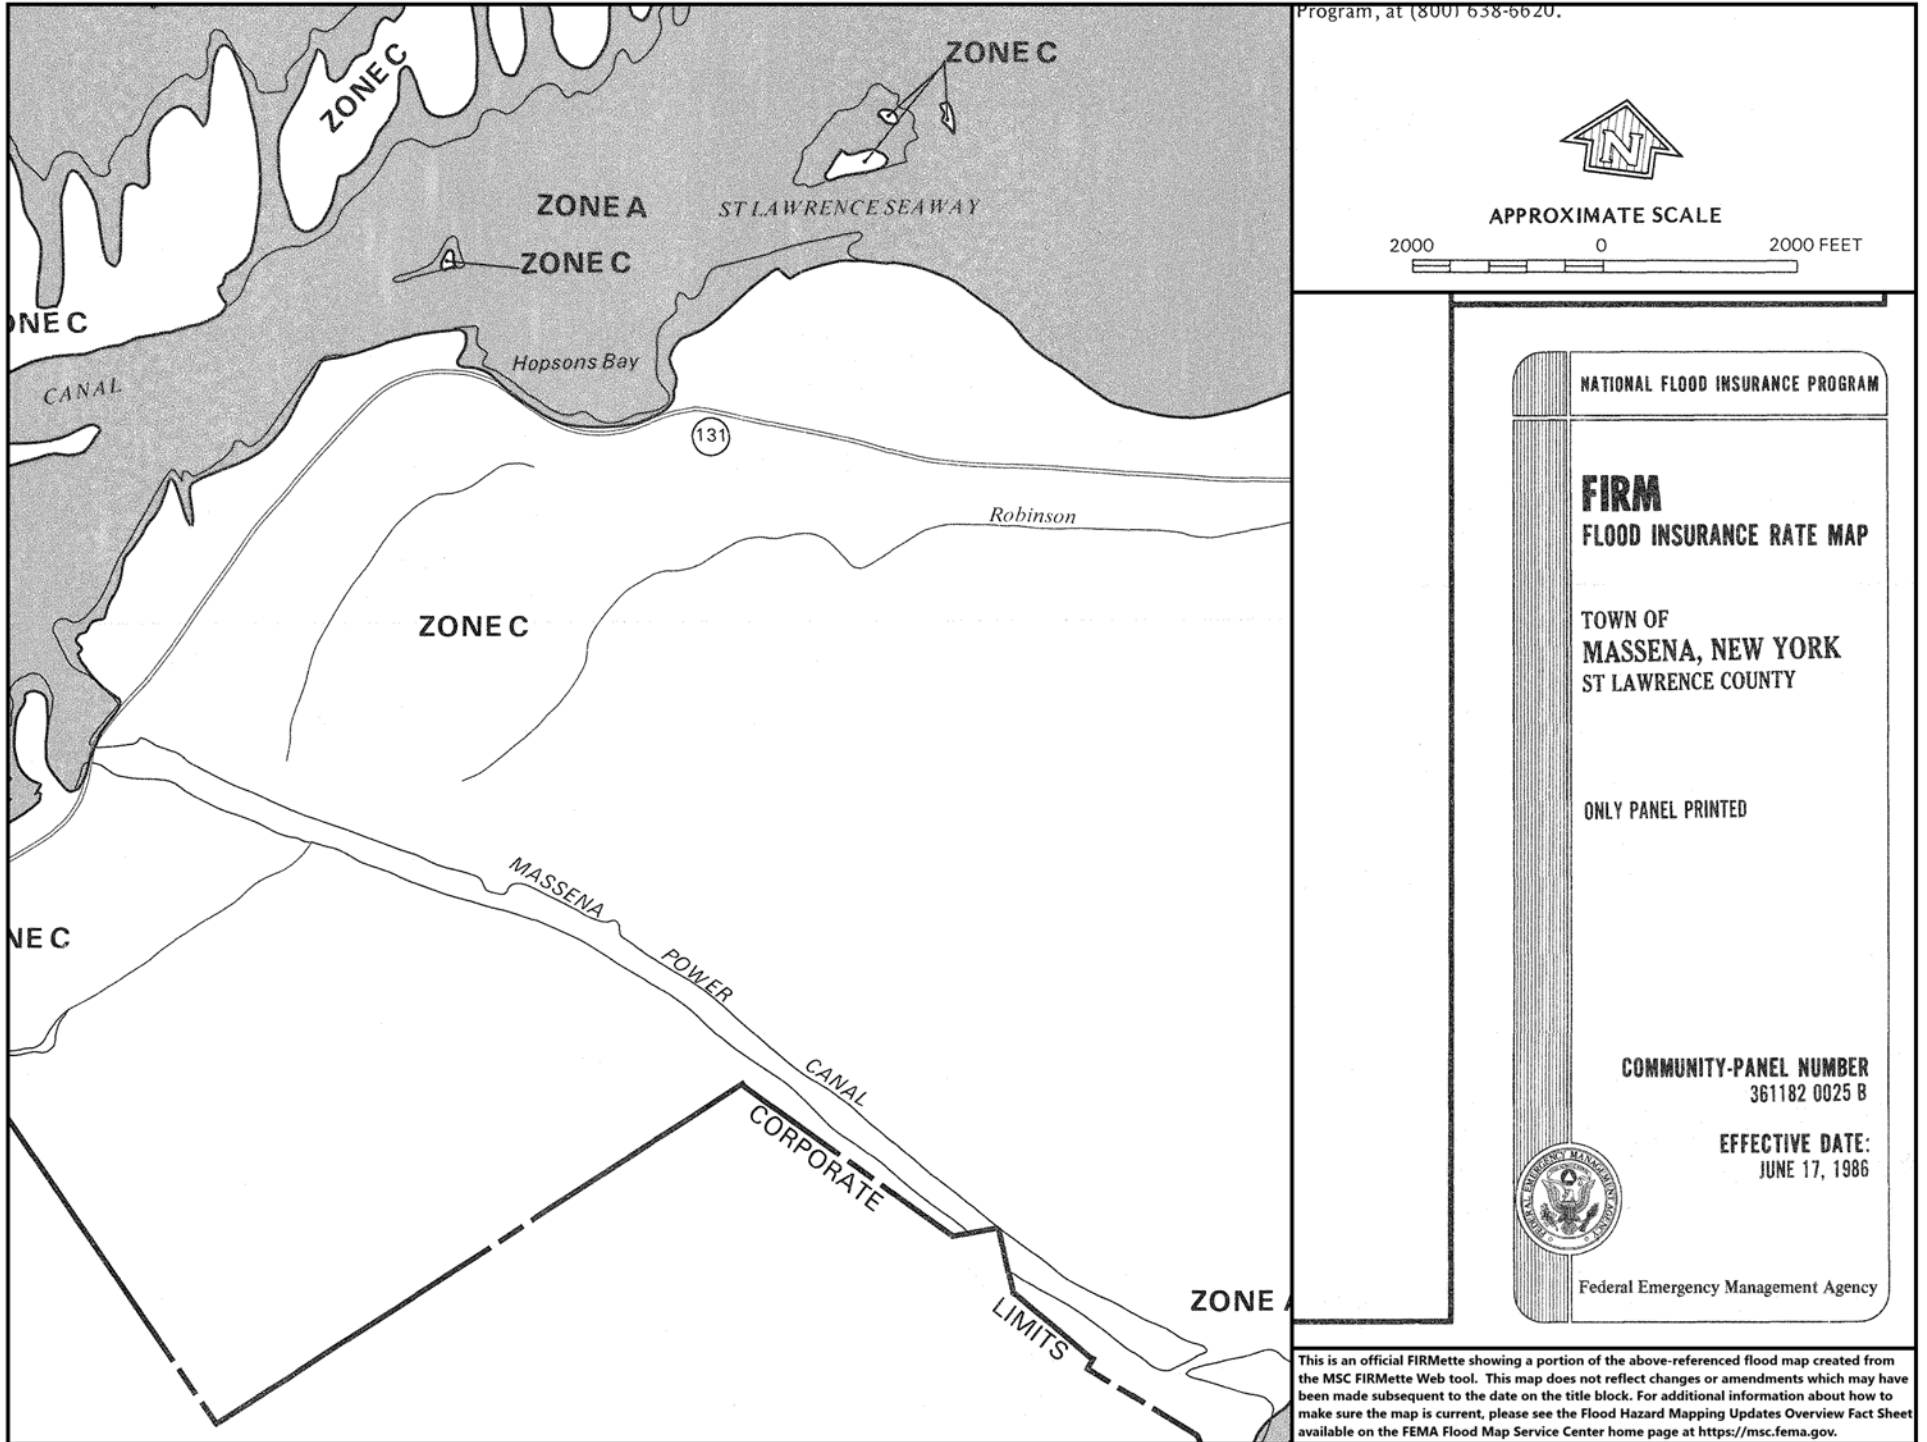 ZONE C
ZONE C
ZONE A
ST LAWRENCE SEAWAY
ZONE C
ONE C
Hopsons Bay
CANAL
131
Robinson
ZONE C
MASSENA
NE C
POWER
CANAL
CORPORATE
ZONE A
LIMITS
Program, at (800) 638-6620.
N
APPROXIMATE SCALE
2000 0 2000 FEET
NATIONAL FLOOD INSURANCE PROGRAM
FIRM
FLOOD INSURANCE RATE MAP
TOWN OF
MASSENA, NEW YORK
ST LAWRENCE COUNTY
ONLY PANEL PRINTED
COMMUNITY-PANEL NUMBER
361182 0025 B
EFFECTIVE DATE:
JUNE 17, 1986
FEDERAL EMERGENCY MANAGEMENT AGENCY
Federal Emergency Management Agency
This is an official FIRMette showing a portion of the above-referenced flood map created from
the MSC FIRMette Web tool. This map does not reflect changes or amendments which may have
been made subsequent to the date on the title block. For additional information about how to
make sure the map is current, please see the Flood Hazard Mapping Updates Overview Fact Sheet
available on the FEMA Flood Map Service Center home page at https://msc.fema.gov.